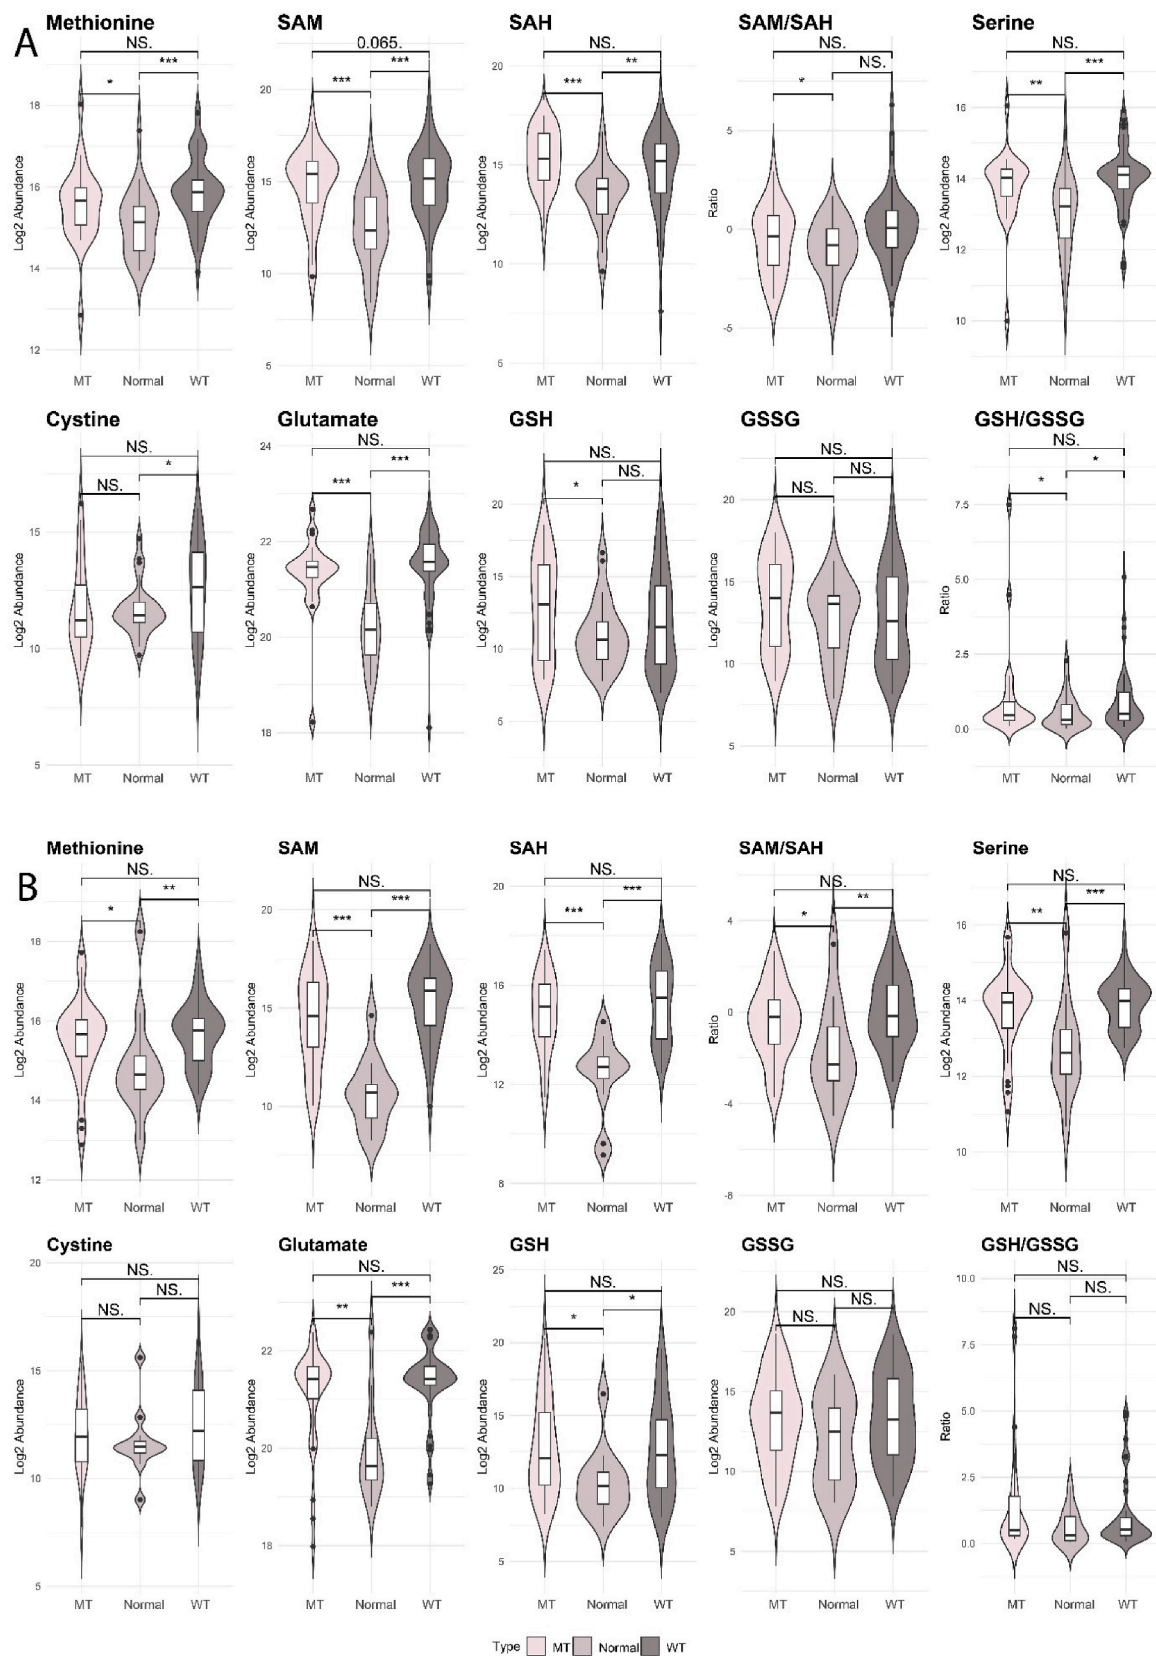 A
Methionine
NS.
*
***
Log2 Abundance
18
16
14
12
MT Normal WT
SAM
0.065.
***
***
Log2 Abundance
20
15
10
5
MT Normal WT
SAH
NS.
***
**
Log2 Abundance
20
15
10
5
MT Normal WT
SAM/SAH
NS.
*
NS.
Ratio
5
0
-5
MT Normal WT
Serine
NS.
**
***
Log2 Abundance
16
14
12
10
MT Normal WT
Cystine
NS.
NS.
*
Log2 Abundance
15
10
5
MT Normal WT
Glutamate
NS.
***
***
Log2 Abundance
24
22
20
18
MT Normal WT
GSH
NS.
*
NS.
Log2 Abundance
20
15
10
5
MT Normal WT
GSSG
NS.
NS.
NS.
Log2 Abundance
20
15
10
5
MT Normal WT
GSH/GSSG
NS.
*
*
Ratio
7.5
5.0
2.5
0.0
MT Normal WT
B
Methionine
NS.
*
**
Log2 Abundance
18
16
14
12
MT Normal WT
SAM
NS.
***
***
Log2 Abundance
20
15
10
MT Normal WT
SAH
NS.
***
***
Log2 Abundance
20
16
12
8
MT Normal WT
SAM/SAH
NS.
*
**
Ratio
4
0
-4
-8
MT Normal WT
Serine
NS.
**
***
Log2 Abundance
16
14
12
10
MT Normal WT
Cystine
NS.
NS.
NS.
Log2 Abundance
20
15
10
5
MT Normal WT
Glutamate
NS.
**
***
Log2 Abundance
22
20
18
MT Normal WT
GSH
NS.
*
*
Log2 Abundance
25
20
15
10
5
MT Normal WT
GSSG
NS.
NS.
NS.
Log2 Abundance
20
15
10
5
MT Normal WT
GSH/GSSG
NS.
NS.
NS.
Ratio
10.0
7.5
5.0
2.5
0.0
MT Normal WT
Type MT Normal WT